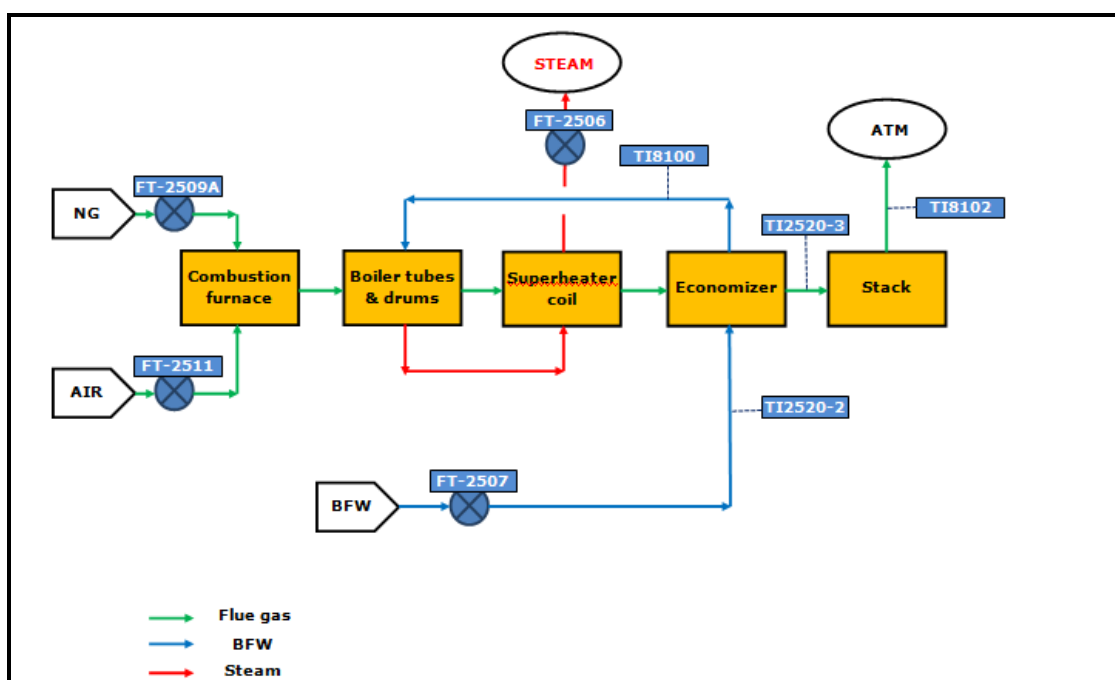 STEAM
FT-2506
ATM
TI8100
FT-2509A
NG
TI8102
TI2520-3
Combustion
furnace
Boiler tubes
& drums
Superheater
coil
Economizer
Stack
FT-2511
AIR
TI2520-2
FT-2507
BFW
Flue gas
BFW
Steam